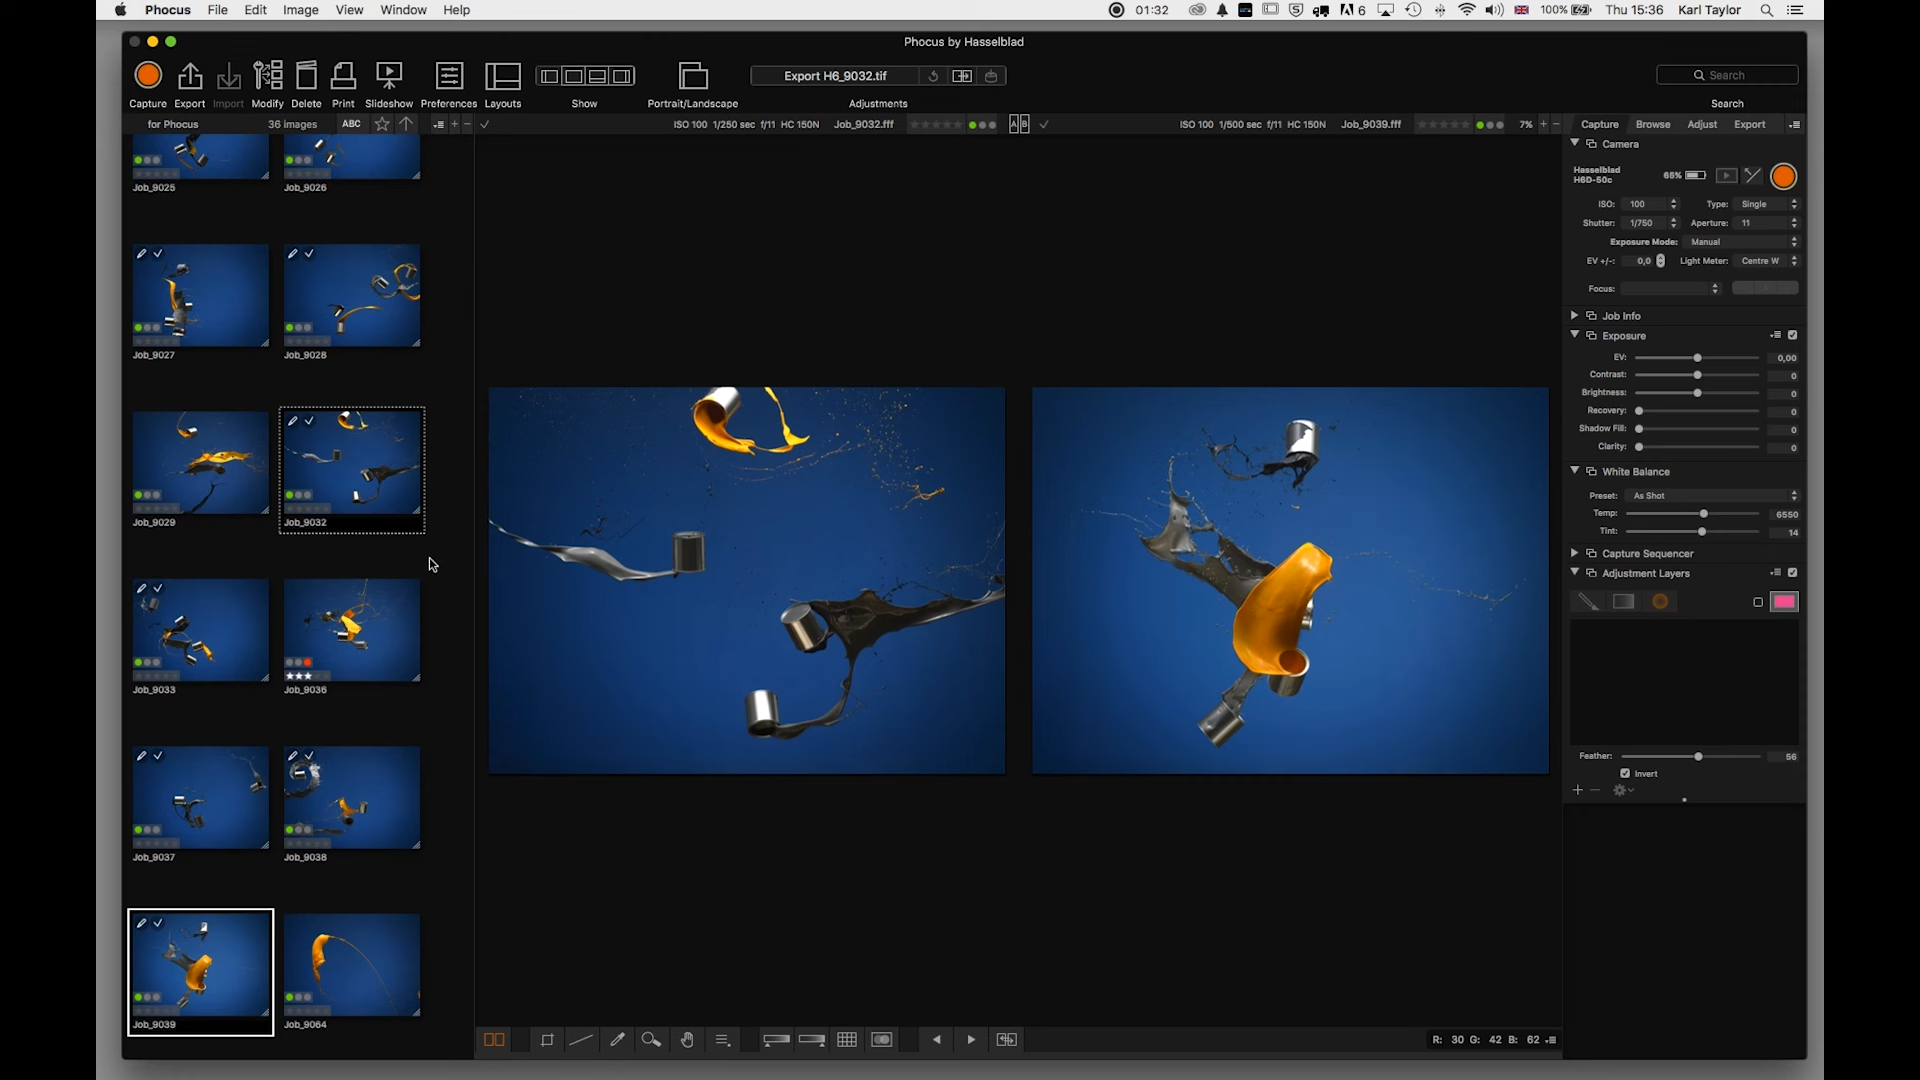 Phocus File Edit Image View Window Help
01:32 6 100% Thu 15:36 Karl Taylor
Phocus by Hasselblad
Export H6_9032.tif
Search
Capture Export Import Modify Delete Print Slideshow Preferences Layouts Show Portrait/Landscape Adjustments Search
for Phocus 36 images ABC
ISO 100 1/250 sec f/11 HC 150N Job_9032.fff
A B
ISO 100 1/500 sec f/11 HC 150N Job_9039.fff
7% + −
Capture Browse Adjust Export
Job_9025 Job_9026
Job_9027 Job_9028
Job_9029 Job_9032
Job_9033 Job_9036
Job_9037 Job_9038
Job_9039 Job_9064
Camera
Hasselblad
H6D-50c
65%
ISO: 100 Type: Single
Shutter: 1/750 Aperture: 11
Exposure Mode: Manual
EV +/-: 0,0 Light Meter: Centre W
Focus:
Job Info
Exposure
EV: 0,00
Contrast: 0
Brightness: 0
Recovery: 0
Shadow Fill: 0
Clarity: 0
White Balance
Preset: As Shot
Temp: 6550
Tint: 14
Capture Sequencer
Adjustment Layers
Feather: 56
Invert
R: 30 G: 42 B: 62